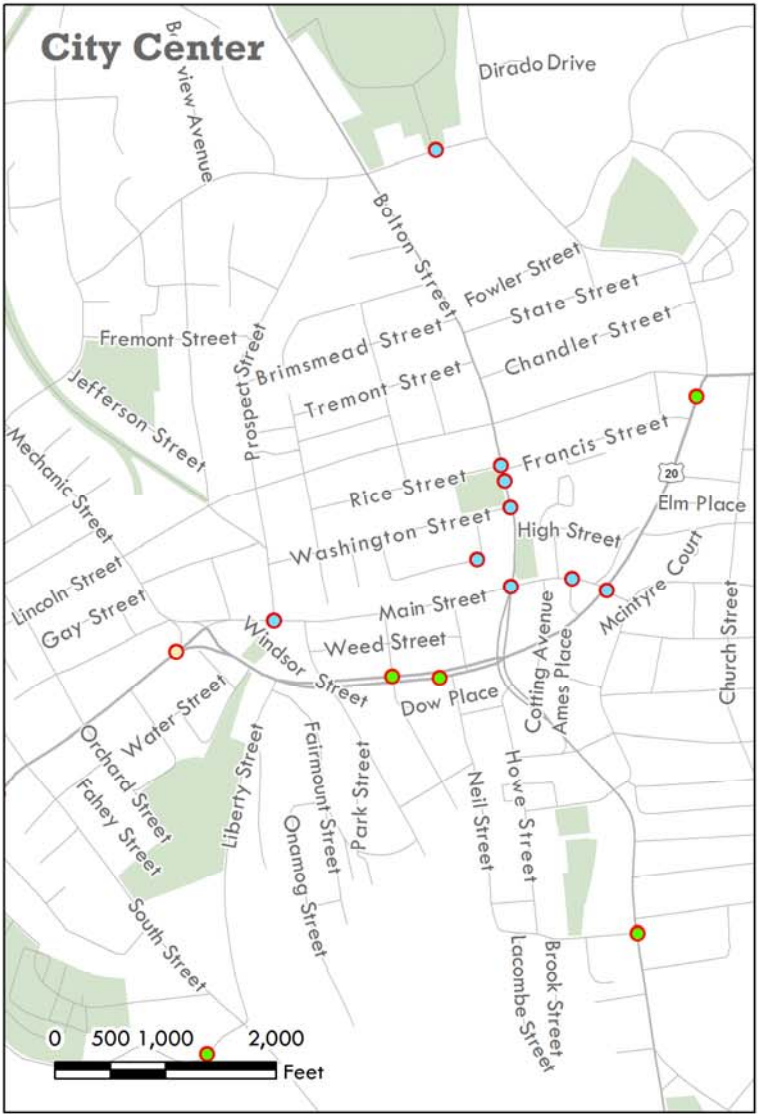 City Center
view Avenue
Dirado Drive
Bolton Street
Fowler Street
State Street
Fremont Street
Prospect Street
Brimsmead Street
Chandler Street
Tremont Street
Jefferson Street
Mechanic Street
Francis Street
20
Rice Street
Elm Place
Washington Street
High Street
Lincoln Street
Gay Street
Main Street
McIntyre Court
Windsor Street
Weed Street
Cotting Avenue
Ames Place
Church Street
Water Street
Dow Place
Orchard Street
Fahey Street
Liberty Street
Fairmount Street
Park Street
Onamog Street
Neil Street
Howe Street
South Street
Lacombe Street
Brook Street
0 500 1,000 2,000
Feet